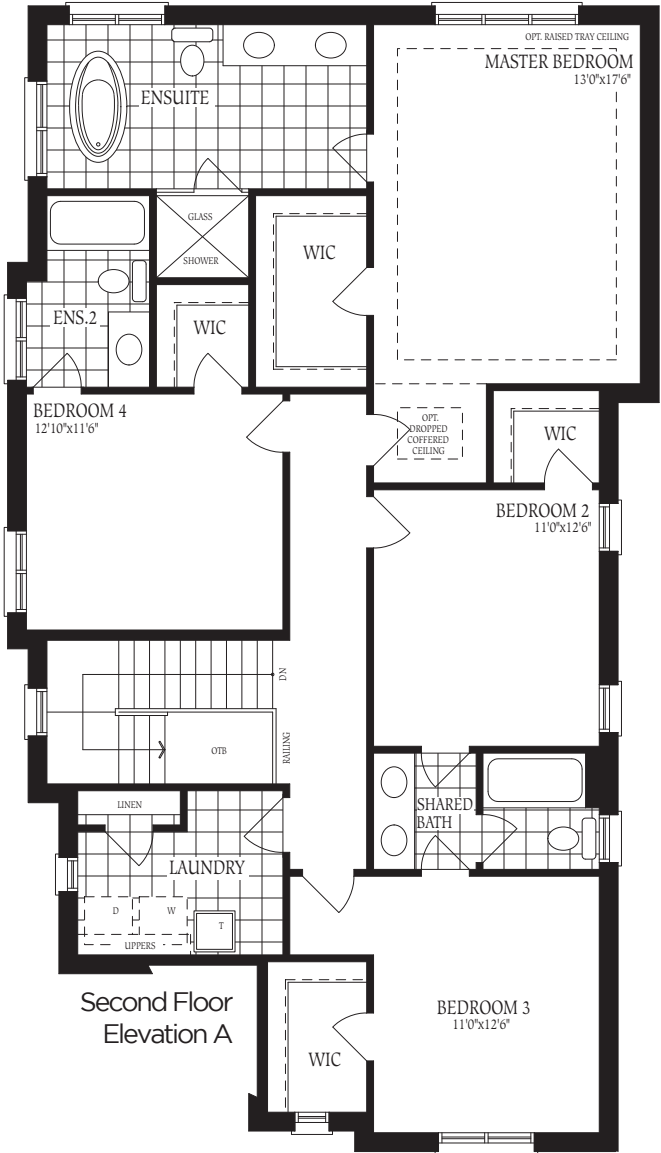 OPT. RAISED TRAY CEILING
MASTER BEDROOM
13'0"x17'6"
ENSUITE
GLASS
SHOWER
WIC
WIC
ENS.2
BEDROOM 4
12'10"x11'6"
OPT.
DROPPED
COFFERED
CEILING
WIC
BEDROOM 2
11'0"x12'6"
DN
OTB
RAILING
LINEN
SHARED
BATH
LAUNDRY
D
W
T
UPPERS
Second Floor
Elevation A
BEDROOM 3
11'0"x12'6"
WIC